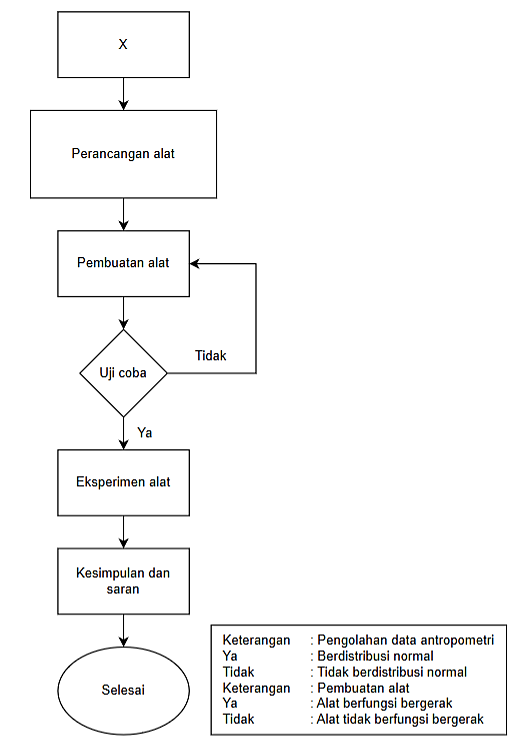 X
Perancangan alat
Pembuatan alat
Tidak
Uji coba
Ya
Eksperimen alat
Kesimpulan dan
saran
Selesai
Keterangan : Pengolahan data antropometri
Ya : Berdistribusi normal
Tidak : Tidak berdistribusi normal
Keterangan : Pembuatan alat
Ya : Alat berfungsi bergerak
Tidak : Alat tidak berfungsi bergerak